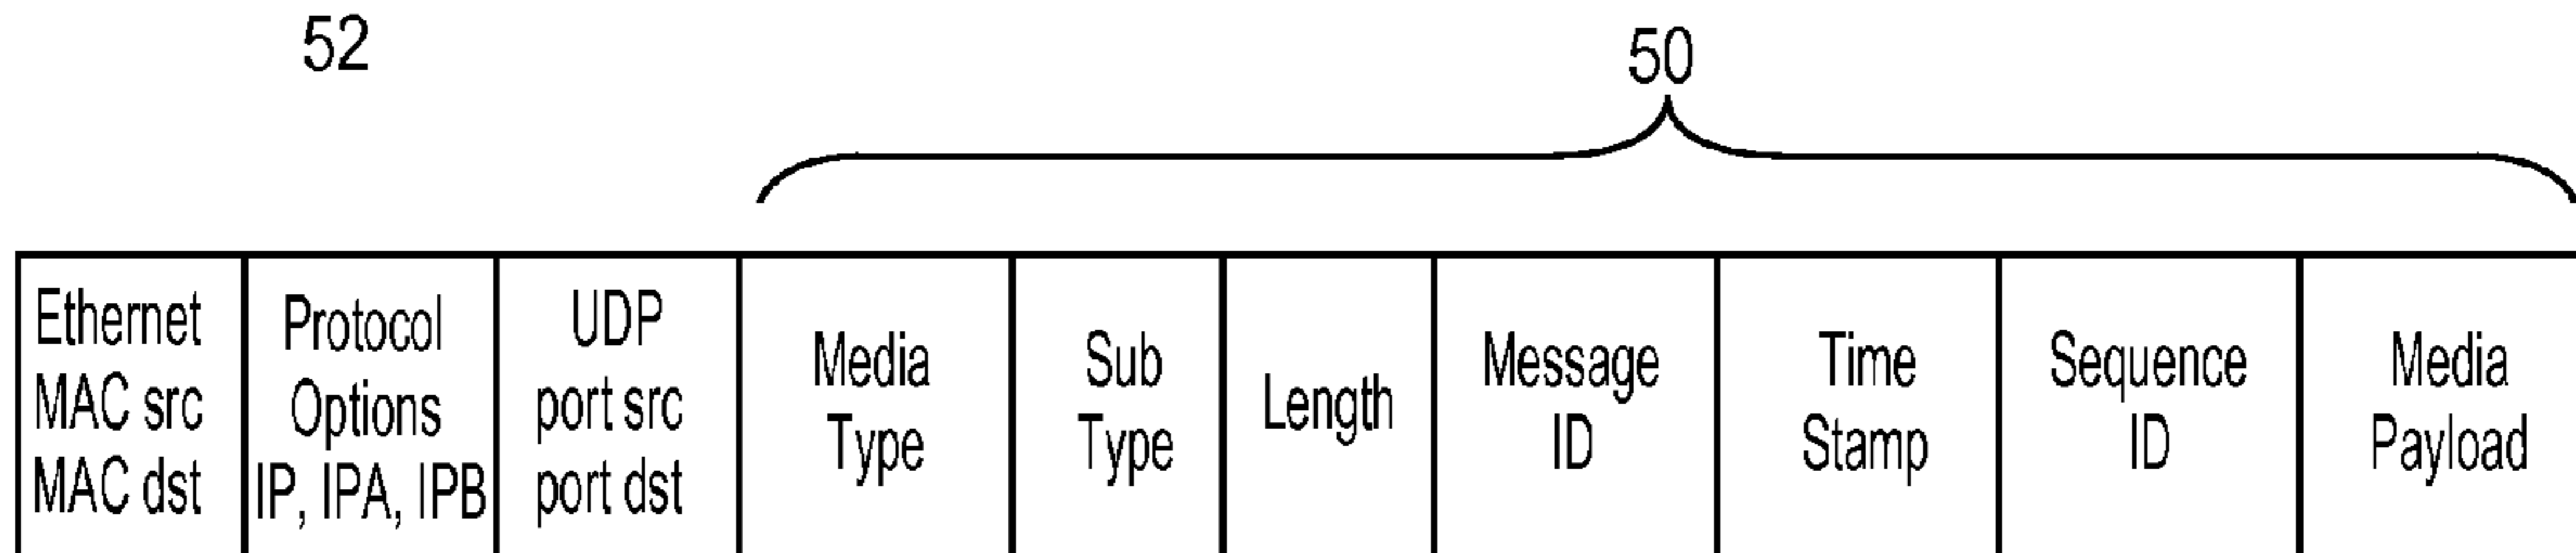 52
50
Ethernet
MAC src
MAC dst
Protocol
Options
IP, IPA, IPB
UDP
port src
port dst
Media
Type
Sub
Type
Length
Message
ID
Time
Stamp
Sequence
ID
Media
Payload